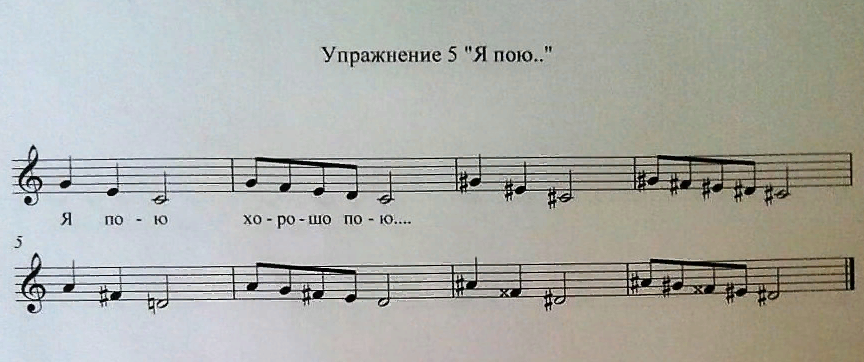 Упражнение 5 "Я пою.."
Я по - ю хо - ро - шо по - ю....
5